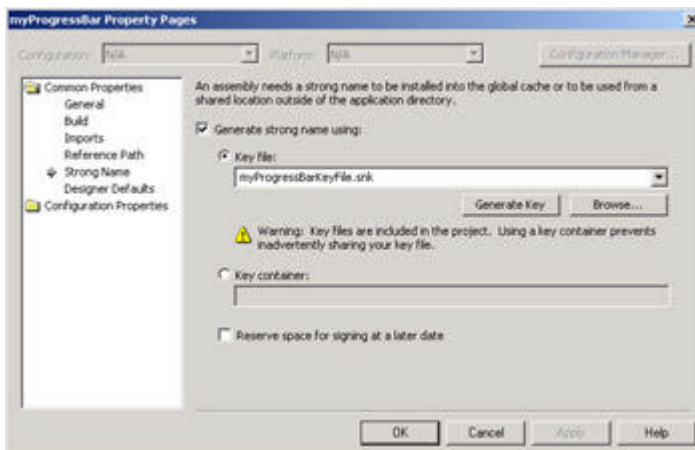 myProgressBar Property Pages
Configuration: N/A Platform: N/A Configuration Manager...
Common Properties
General
Build
Imports
Reference Path
Strong Name
Designer Defaults
Configuration Properties
An assembly needs a strong name to be installed into the global cache or to be used from a
shared location outside of the application directory.
Generate strong name using:
Key file:
myProgressBarKeyFile.snk
Generate Key Browse...
Warning: Key files are included in the project. Using a key container prevents
inadvertently sharing your key file.
Key container:
Reserve space for signing at a later date
OK Cancel Apply Help